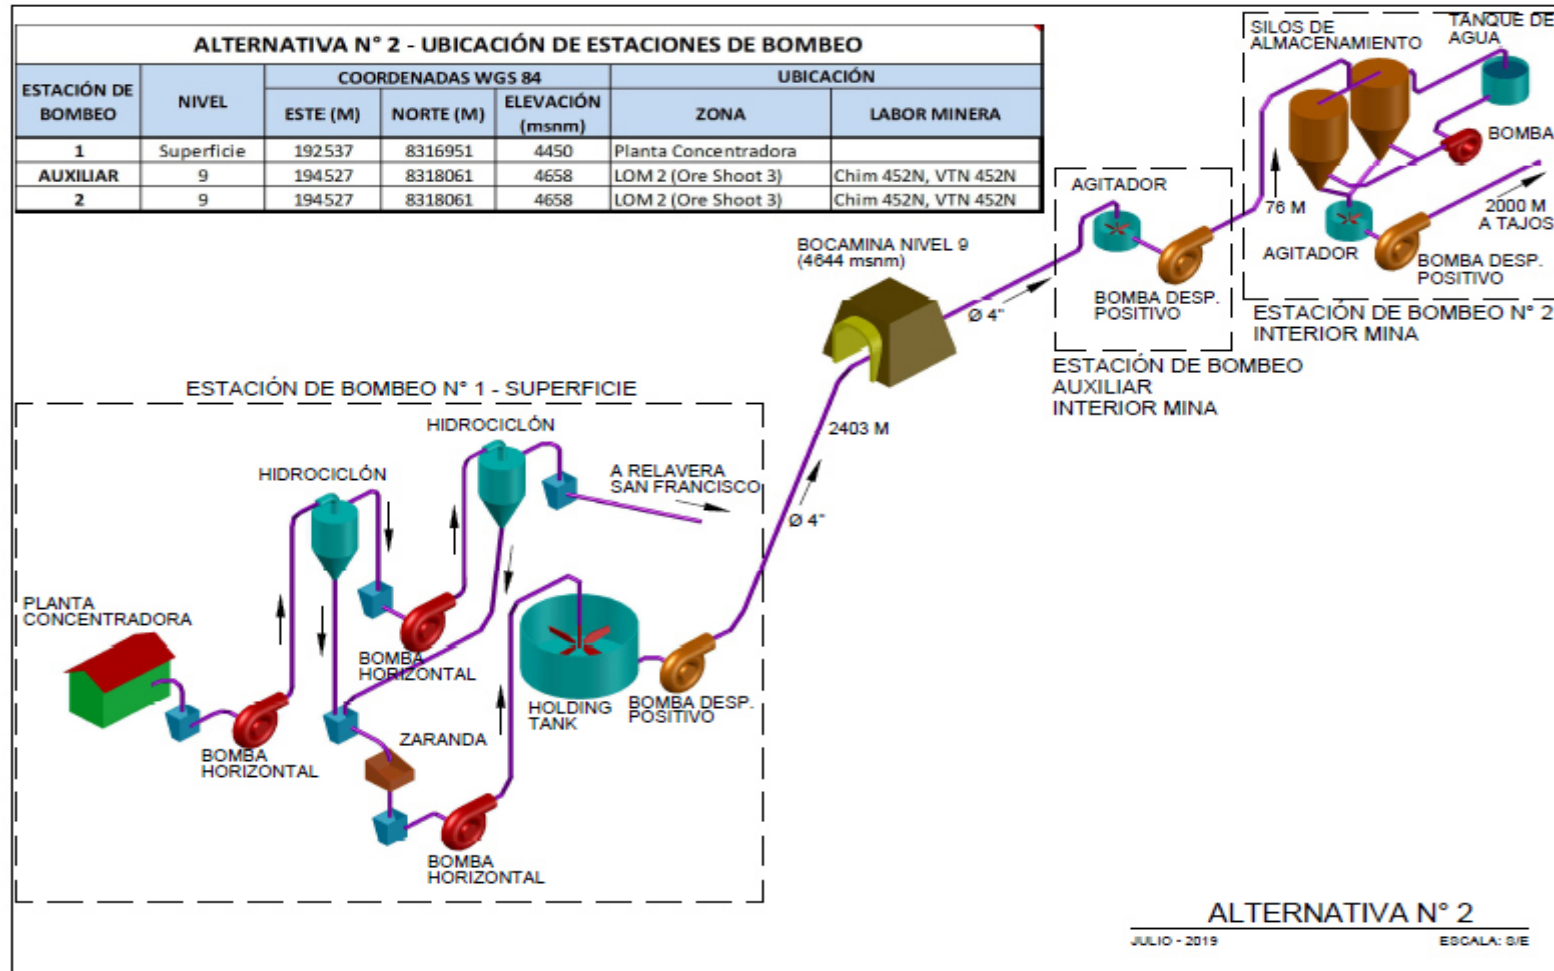 ALTERNATIVA N° 2 - UBICACIÓN DE ESTACIONES DE BOMBEO
ESTACIÓN DE BOMBEO NIVEL COORDENADAS WGS 84 UBICACIÓN
ESTE (M) NORTE (M) ELEVACIÓN (msnm) ZONA LABOR MINERA
1 Superficie 192537 8316951 4450 Planta Concentradora
AUXILIAR 9 194527 8318061 4658 LOM 2 (Ore Shoot 3) Chim 452N, VTN 452N
2 9 194527 8318061 4658 LOM 2 (Ore Shoot 3) Chim 452N, VTN 452N
SILOS DE
ALMACENAMIENTO
TANQUE DE
AGUA
BOMBA
2000 M
A TAJOS
76 M
AGITADOR
BOMBA DESP.
POSITIVO
ESTACIÓN DE BOMBEO N° 2
INTERIOR MINA
AGITADOR
BOMBA DESP.
POSITIVO
ESTACIÓN DE BOMBEO
AUXILIAR
INTERIOR MINA
BOCAMINA NIVEL 9
(4644 msnm)
Ø 4"
2403 M
Ø 4"
ESTACIÓN DE BOMBEO N° 1 - SUPERFICIE
HIDROCICLÓN
HIDROCICLÓN
A RELAVERA
SAN FRANCISCO
PLANTA
CONCENTRADORA
BOMBA
HORIZONTAL
BOMBA
HORIZONTAL
HOLDING
TANK
BOMBA DESP.
POSITIVO
ZARANDA
BOMBA
HORIZONTAL
ALTERNATIVA N° 2
JULIO - 2019 ESCALA: S/E